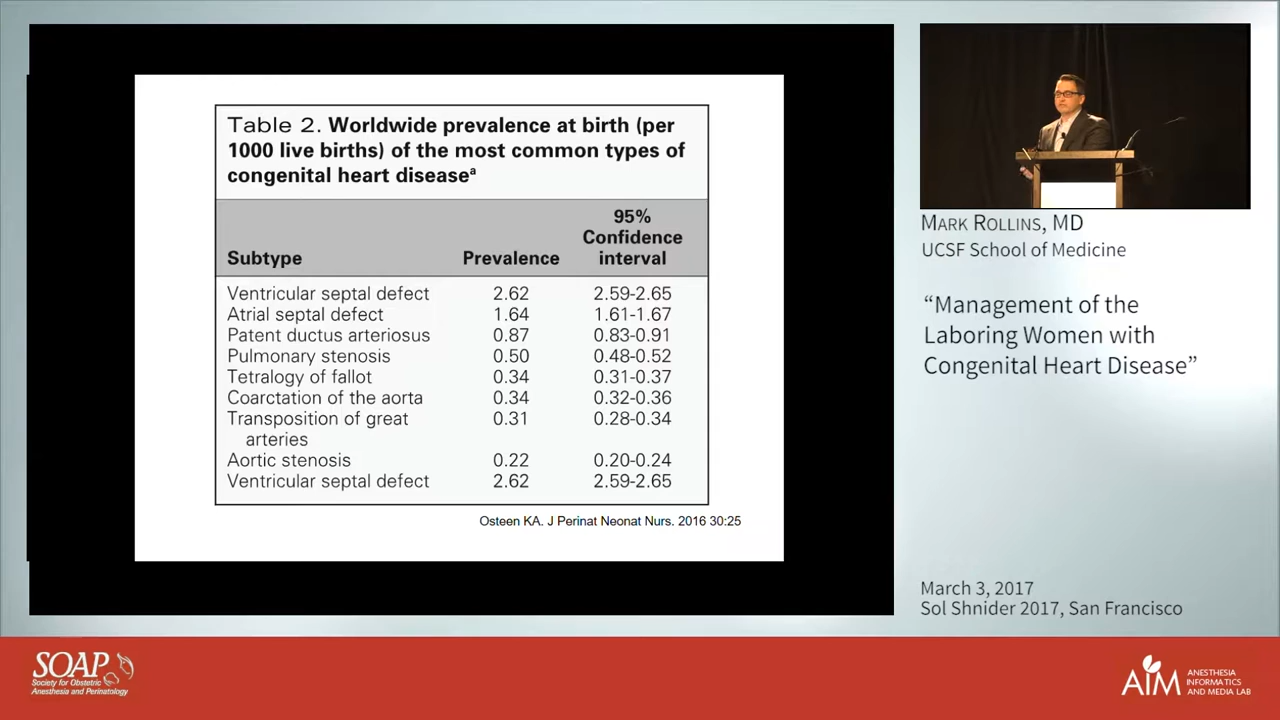 Table 2. Worldwide prevalence at birth (per
1000 live births) of the most common types of
congenital heart diseaseᵃ
Subtype Prevalence 95% Confidence interval
Ventricular septal defect 2.62 2.59-2.65
Atrial septal defect 1.64 1.61-1.67
Patent ductus arteriosus 0.87 0.83-0.91
Pulmonary stenosis 0.50 0.48-0.52
Tetralogy of fallot 0.34 0.31-0.37
Coarctation of the aorta 0.34 0.32-0.36
Transposition of great 0.31 0.28-0.34
arteries
Aortic stenosis 0.22 0.20-0.24
Ventricular septal defect 2.62 2.59-2.65
Osteen KA. J Perinat Neonat Nurs. 2016 30:25
MARK ROLLINS, MD
UCSF School of Medicine
“Management of the
Laboring Women with
Congenital Heart Disease”
March 3, 2017
Sol Shnider 2017, San Francisco
SOAP
Society for Obstetric
Anesthesia and Perinatology
AIM
ANESTHESIA
INFORMATICS
AND MEDIA LAB